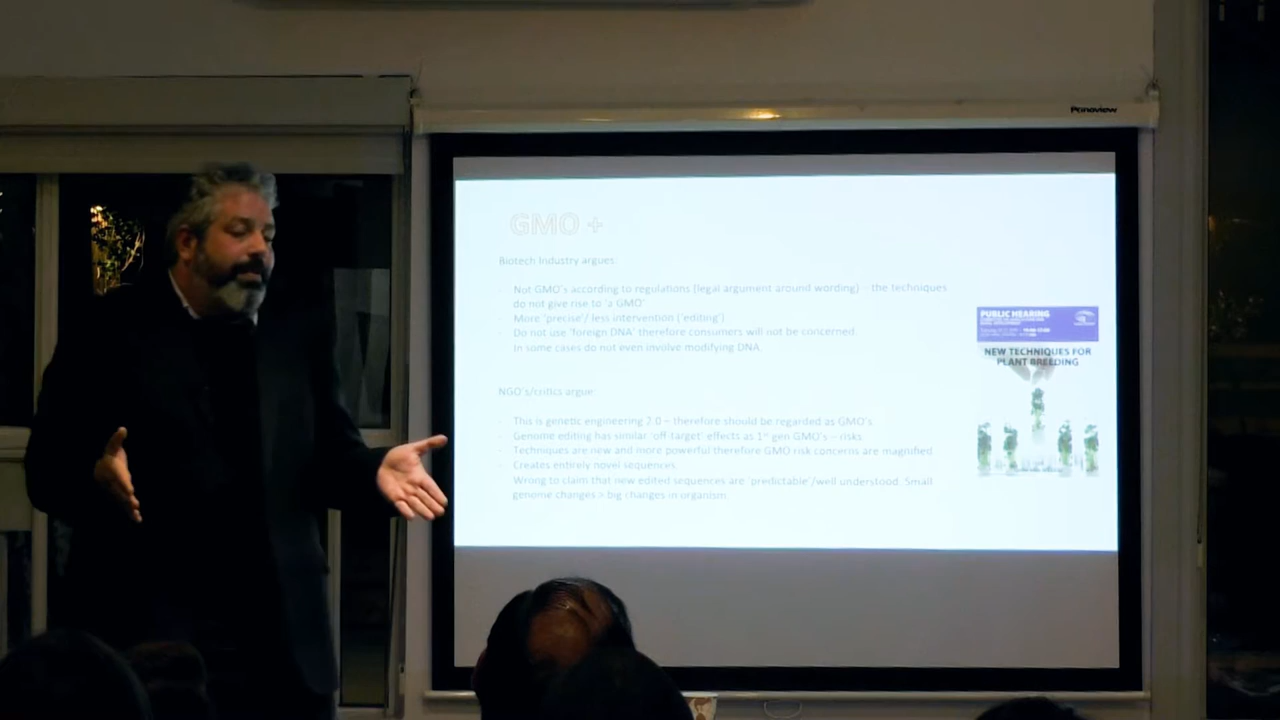 Pronoview
GMO +
Biotech Industry argues:
- Not GMO's according to regulations (legal argument around wording) – the techniques
do not give rise to 'a GMO'
- More 'precise'/ less intervention ('editing')
- Do not use 'foreign DNA' therefore consumers will not be concerned.
In some cases do not even involve modifying DNA.
NGO's/critics argue:
- This is genetic engineering 2.0 – therefore should be regarded as GMO's.
- Genome editing has similar 'off-target' effects as 1st gen GMO's – risks.
- Techniques are new and more powerful therefore GMO risk concerns are magnified
- Creates entirely novel sequences
Wrong to claim that new edited sequences are 'predictable'/well understood. Small
genome changes > big changes in organism
PUBLIC HEARING
NEW TECHNIQUES FOR
PLANT BREEDING